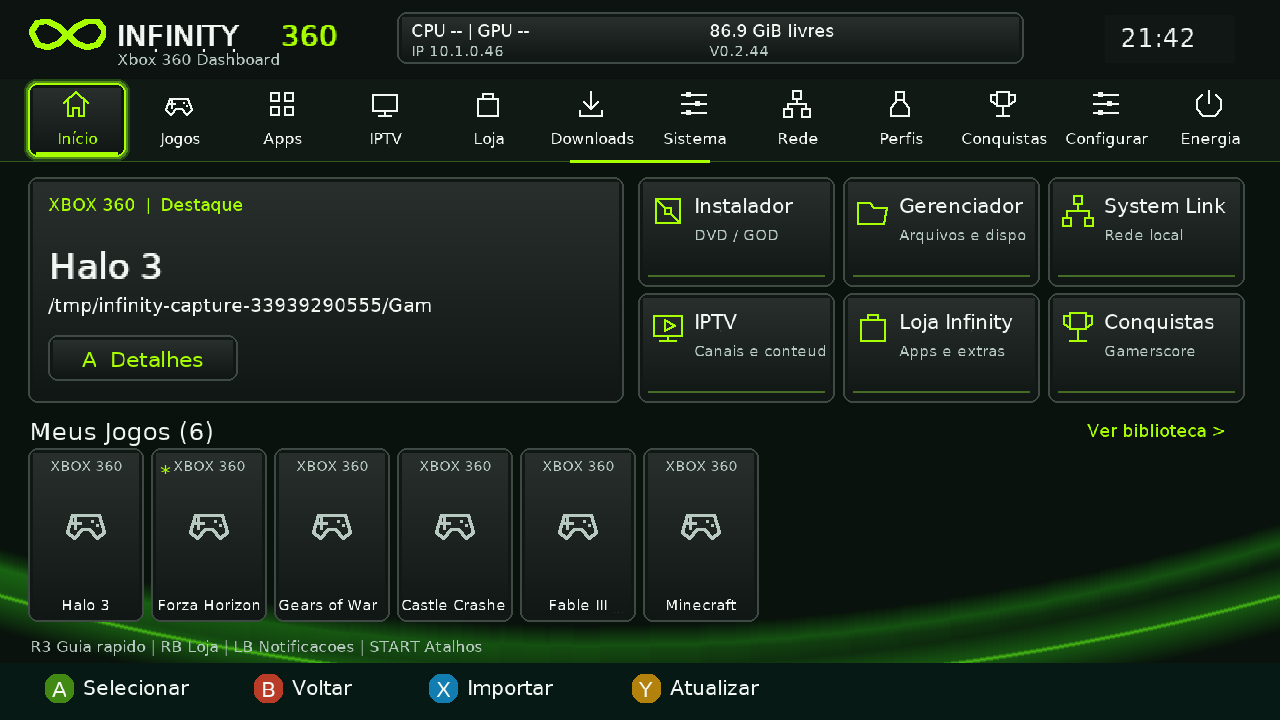 INFINITY 360
Xbox 360 Dashboard
CPU -- | GPU --
IP 10.1.0.46
86.9 GiB livres
V0.2.44
21:42
Início
Jogos
Apps
IPTV
Loja
Downloads
Sistema
Rede
Perfis
Conquistas
Configurar
Energia
XBOX 360 | Destaque
Halo 3
/tmp/infinity-capture-33939290555/Gam
A Detalhes
Instalador
DVD / GOD
Gerenciador
Arquivos e dispo
System Link
Rede local
IPTV
Canais e conteud
Loja Infinity
Apps e extras
Conquistas
Gamerscore
Meus Jogos (6)
Ver biblioteca >
XBOX 360
Halo 3
* XBOX 360
Forza Horizon
XBOX 360
Gears of War
XBOX 360
Castle Crashe
XBOX 360
Fable III
XBOX 360
Minecraft
R3 Guia rapido | RB Loja | LB Notificacoes | START Atalhos
A Selecionar
B Voltar
X Importar
Y Atualizar